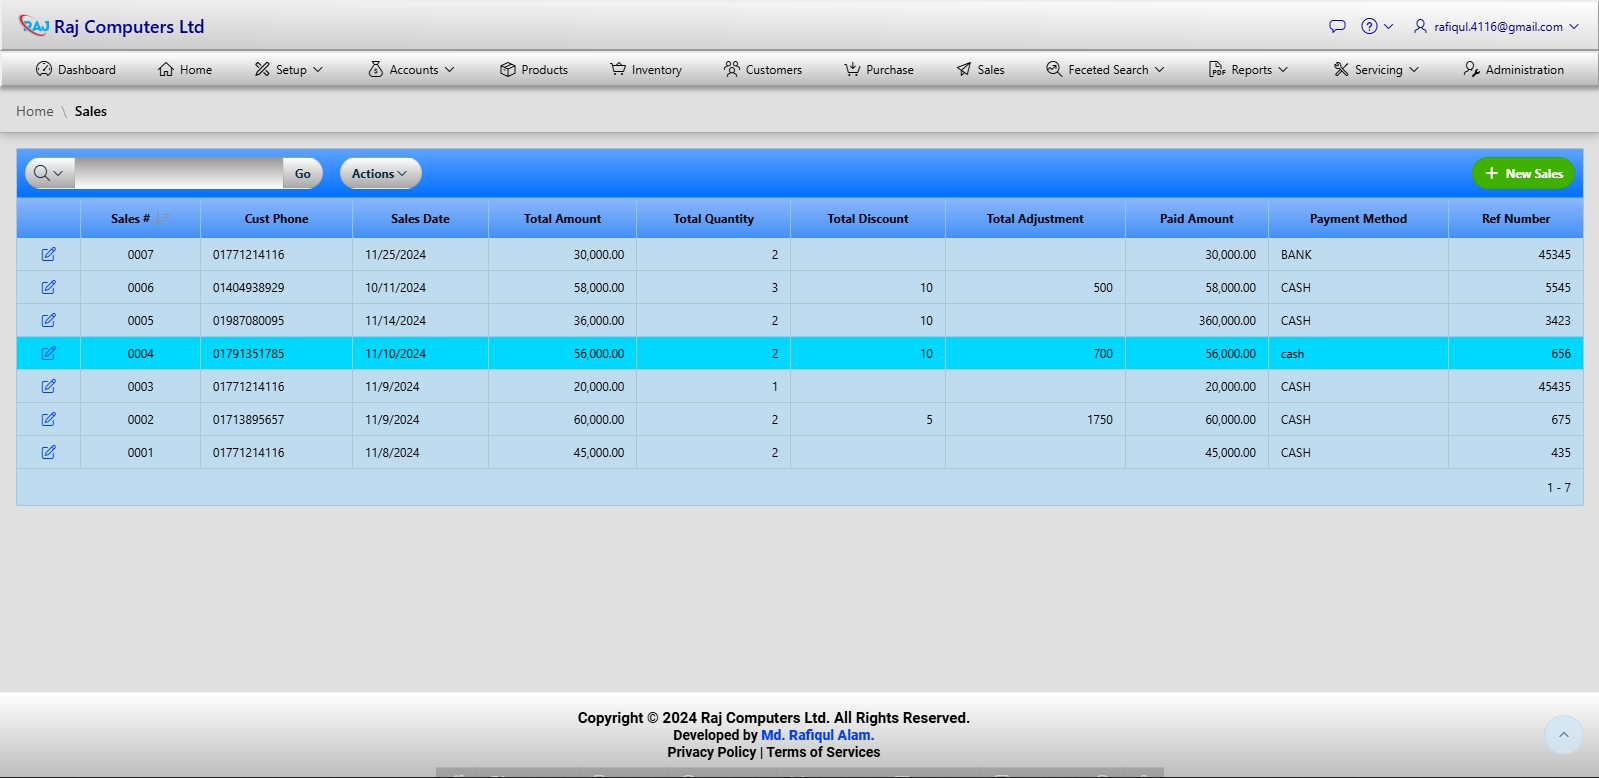 RAJ Raj Computers Ltd
rafiqul.4116@gmail.com
Dashboard Home Setup Accounts Products Inventory Customers Purchase Sales Feceted Search Reports Servicing Administration
Home \ Sales
Go Actions New Sales
Sales # Cust Phone Sales Date Total Amount Total Quantity Total Discount Total Adjustment Paid Amount Payment Method Ref Number
0007 01771214116 11/25/2024 30,000.00 2 30,000.00 BANK 45345
0006 01404938929 10/11/2024 58,000.00 3 10 500 58,000.00 CASH 5545
0005 01987080095 11/14/2024 36,000.00 2 10 360,000.00 CASH 3423
0004 01791351785 11/10/2024 56,000.00 2 10 700 56,000.00 cash 656
0003 01771214116 11/9/2024 20,000.00 1 20,000.00 CASH 45435
0002 01713895657 11/9/2024 60,000.00 2 5 1750 60,000.00 CASH 675
0001 01771214116 11/8/2024 45,000.00 2 45,000.00 CASH 435
1 - 7
Copyright © 2024 Raj Computers Ltd. All Rights Reserved.
Developed by Md. Rafiqul Alam.
Privacy Policy | Terms of Services